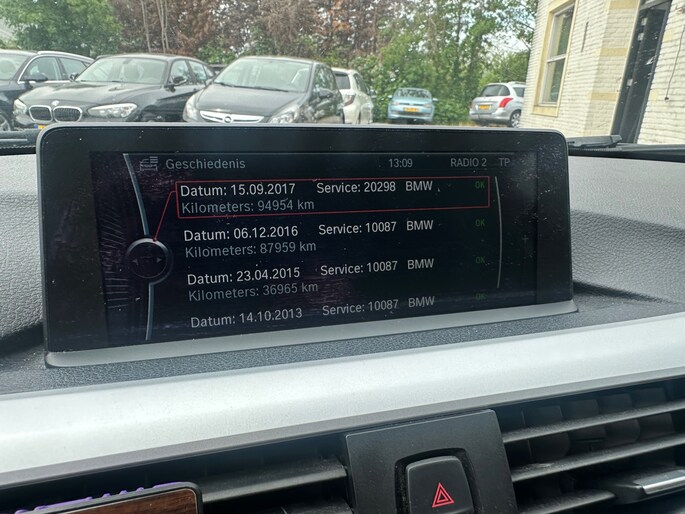 Geschiedenis 13:09 RADIO 2 TP
Datum: 15.09.2017 Service: 20298 BMW OK
Kilometers: 94954 km
Datum: 06.12.2016 Service: 10087 BMW OK
Kilometers: 87959 km
Datum: 23.04.2015 Service: 10087 BMW OK
Kilometers: 36965 km
Datum: 14.10.2013 Service: 10087 BMW OK